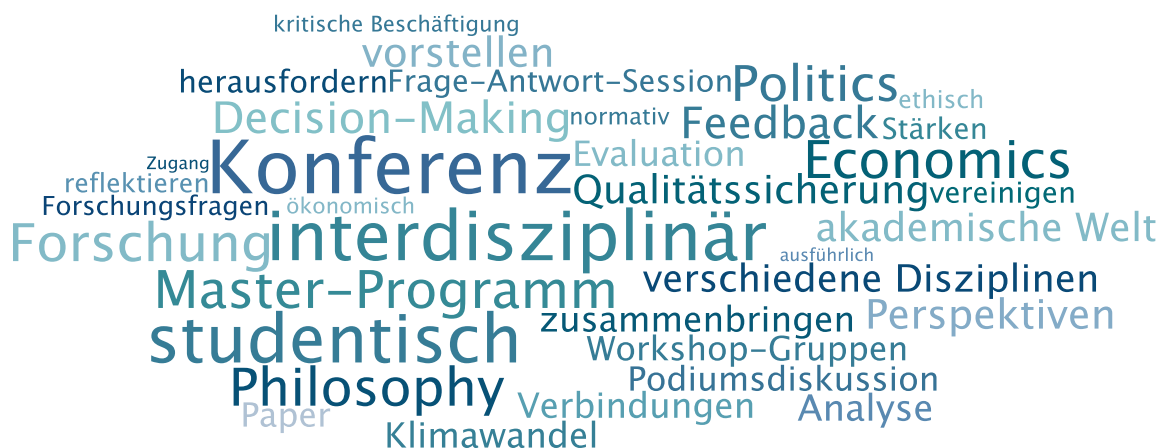 kritische Beschäftigung
vorstellen
herausfordern
Frage-Antwort-Session
Politics
ethisch
Decision-Making
normativ
Feedback
Stärken
Zugang
Konferenz
Evaluation
Economics
reflektieren
Qualitätssicherung
vereinigen
Forschungsfragen
ökonomisch
Forschung
interdisziplinär
akademische Welt
ausführlich
Master-Programm
verschiedene Disziplinen
studentisch
zusammenbringen
Perspektiven
Workshop-Gruppen
Philosophy
Podiumsdiskussion
Paper
Verbindungen
Analyse
Klimawandel